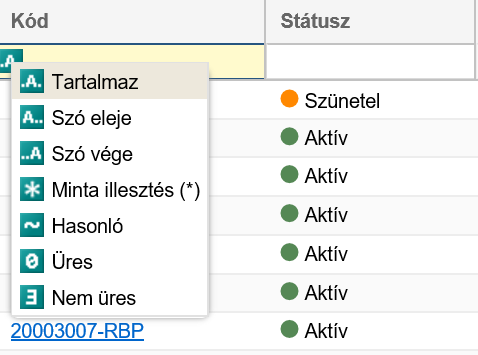 Kód Státusz
.A
.A. Tartalmaz
Szünetel
A.. Szó eleje
Aktív
..A Szó vége
Aktív
* Minta illesztés (*)
Aktív
~ Hasonló
Aktív
0 Üres
Aktív
∃ Nem üres
20003007-RBP Aktív